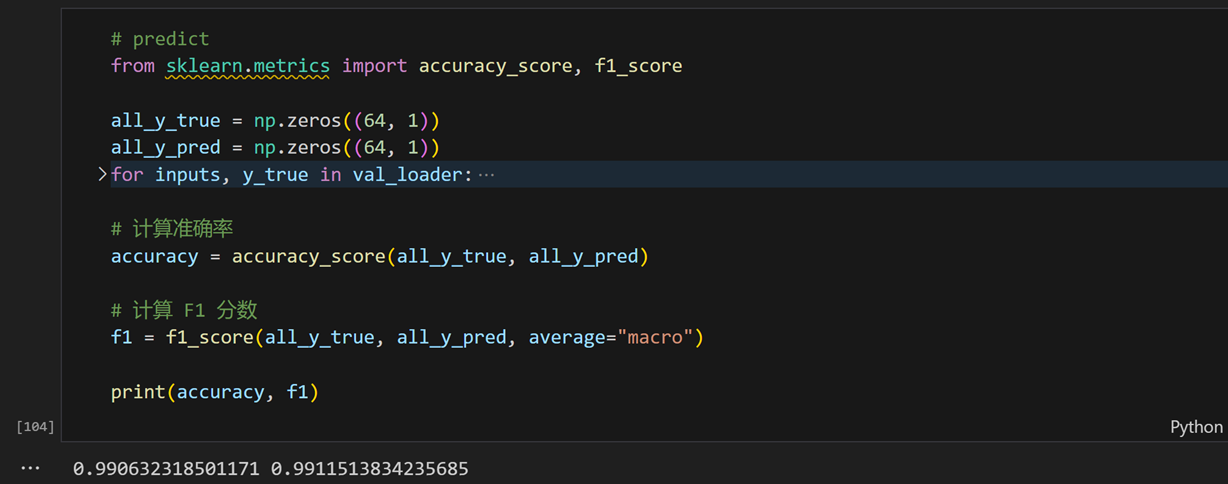 # predict
from sklearn.metrics import accuracy_score, f1_score
all_y_true = np.zeros((64, 1))
all_y_pred = np.zeros((64, 1))
for inputs, y_true in val_loader:···
# 计算准确率
accuracy = accuracy_score(all_y_true, all_y_pred)
# 计算 F1 分数
f1 = f1_score(all_y_true, all_y_pred, average="macro")
print(accuracy, f1)
[104]
Python
··· 0.990632318501171 0.9911513834235685